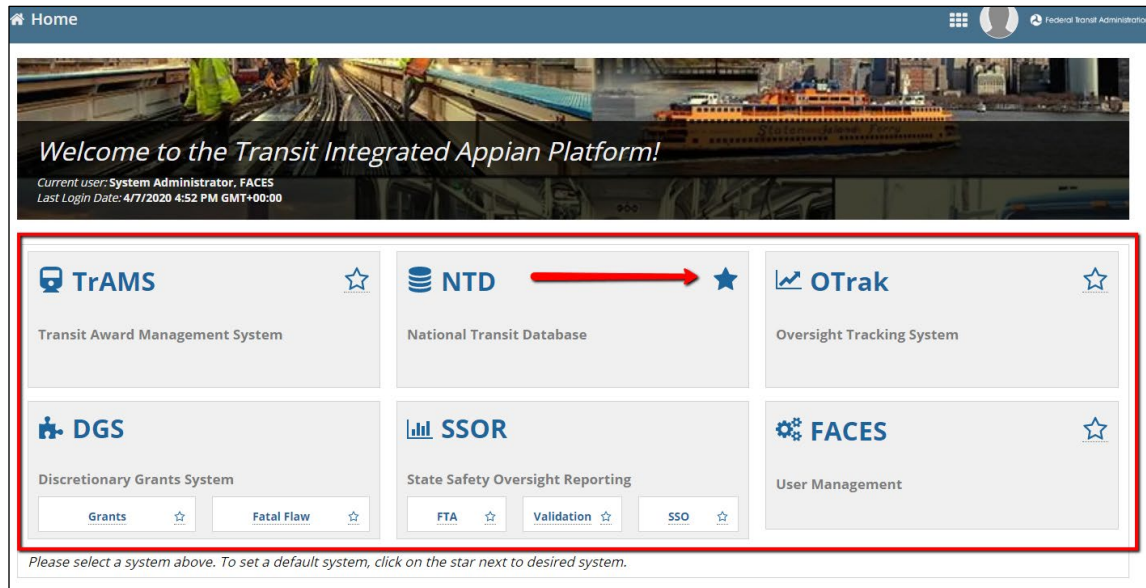 Home
Federal Transit Administration
Staten Island Ferry
Welcome to the Transit Integrated Appian Platform!
Current user: System Administrator, FACES
Last Login Date: 4/7/2020 4:52 PM GMT+00:00
TrAMS
Transit Award Management System
NTD
National Transit Database
OTrak
Oversight Tracking System
DGS
Discretionary Grants System
Grants
Fatal Flaw
SSOR
State Safety Oversight Reporting
FTA
Validation
SSO
FACES
User Management
Please select a system above. To set a default system, click on the star next to desired system.